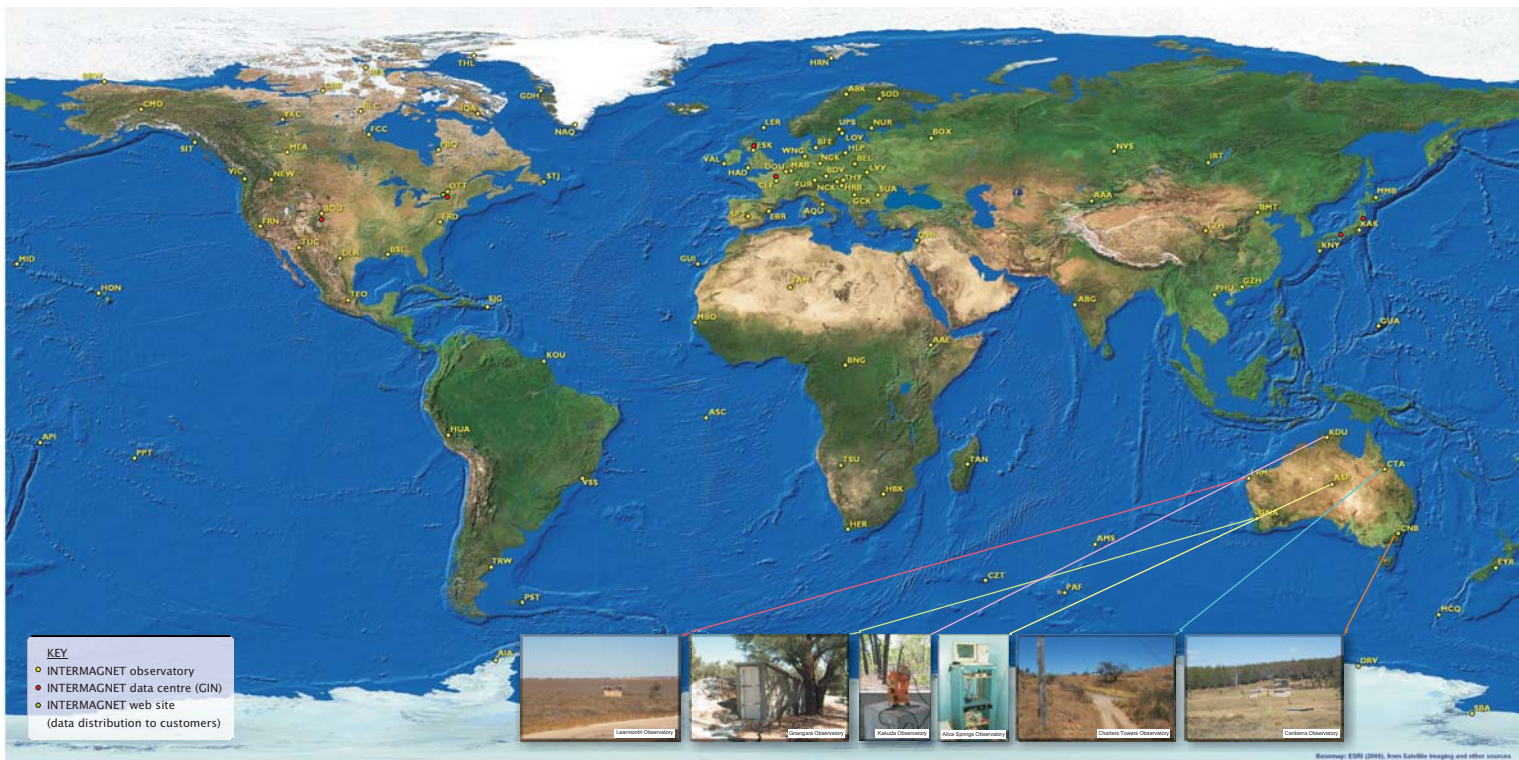 THL
HRN
CMO
GDH
ABK
SOD
BLC
IQA
YKC
NAQ
LER
UPS
NUR
FCC
LOV
BOX
SIT
MEA
PBQ
ESK
WNG
BFE
HLP
NVS
IRT
VAL
HAD
DOU
MAB
NGK
BEL
LVV
VIC
NEW
OTT
STJ
CLF
BDV
THY
FUR
NCK
HRB
SUA
GCK
AAA
MMB
BOU
FRD
FRN
EBR
AQU
BMT
LZH
KAK
TUC
DLR
BSL
KNY
MID
GUI
TAM
HON
TEO
SJG
ABG
PHU
GZH
MBO
GUA
AAE
KOU
BNG
ASC
API
HUA
KDU
PPT
TSU
TAN
LRM
ASP
CTA
VSS
HBK
GNA
HER
CNB
AMS
TRW
CZT
PAF
EYR
PST
MCQ
AIA
DRV
SBA
KEY
INTERMAGNET observatory
INTERMAGNET data centre (GIN)
INTERMAGNET web site
(data distribution to customers)
Learmonth Observatory
Gnangara Observatory
Kakuda Observatory
Alice Springs Observatory
Charters Towers Observatory
Canberra Observatory
Basemap: ESRI (2006), from Satellite Imaging and other sources